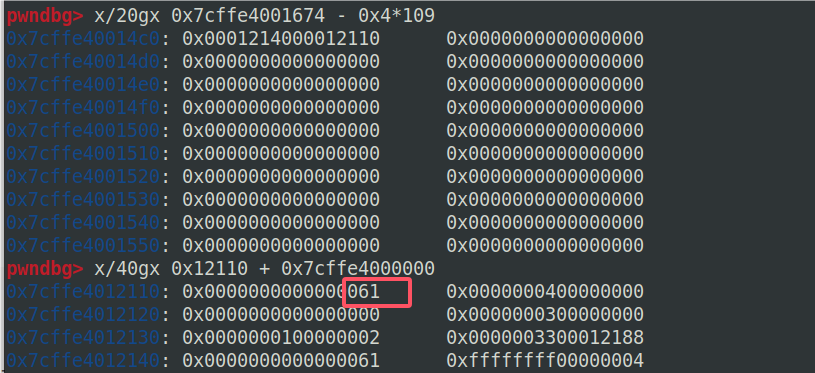 pwndbg> x/20gx 0x7cffe4001674 - 0x4*109
0x7cffe40014c0: 0x0001214000012110 0x0000000000000000
0x7cffe40014d0: 0x0000000000000000 0x0000000000000000
0x7cffe40014e0: 0x0000000000000000 0x0000000000000000
0x7cffe40014f0: 0x0000000000000000 0x0000000000000000
0x7cffe4001500: 0x0000000000000000 0x0000000000000000
0x7cffe4001510: 0x0000000000000000 0x0000000000000000
0x7cffe4001520: 0x0000000000000000 0x0000000000000000
0x7cffe4001530: 0x0000000000000000 0x0000000000000000
0x7cffe4001540: 0x0000000000000000 0x0000000000000000
0x7cffe4001550: 0x0000000000000000 0x0000000000000000
pwndbg> x/40gx 0x12110 + 0x7cffe4000000
0x7cffe4012110: 0x0000000000000061 0x0000000400000000
0x7cffe4012120: 0x0000000000000000 0x0000000300000000
0x7cffe4012130: 0x0000000100000002 0x0000003300012188
0x7cffe4012140: 0x0000000000000061 0xffffffff00000004